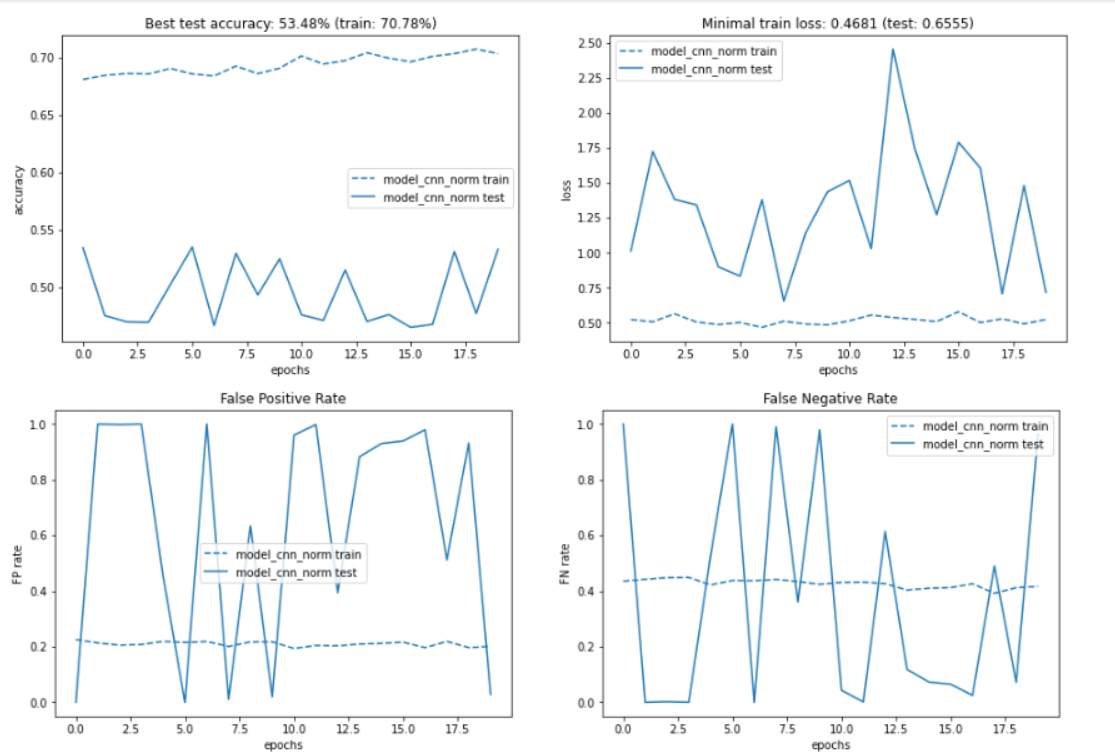 Best test accuracy: 53.48% (train: 70.78%)
0.70
0.65
0.60
0.55
0.50
accuracy
model_cnn_norm train
model_cnn_norm test
0.0 2.5 5.0 7.5 10.0 12.5 15.0 17.5
epochs
Minimal train loss: 0.4681 (test: 0.6555)
2.50
2.25
2.00
1.75
1.50
1.25
1.00
0.75
0.50
loss
model_cnn_norm train
model_cnn_norm test
0.0 2.5 5.0 7.5 10.0 12.5 15.0 17.5
epochs
False Positive Rate
1.0
0.8
0.6
0.4
0.2
0.0
FP rate
model_cnn_norm train
model_cnn_norm test
0.0 2.5 5.0 7.5 10.0 12.5 15.0 17.5
epochs
False Negative Rate
1.0
0.8
0.6
0.4
0.2
0.0
FN rate
model_cnn_norm train
model_cnn_norm test
0.0 2.5 5.0 7.5 10.0 12.5 15.0 17.5
epochs